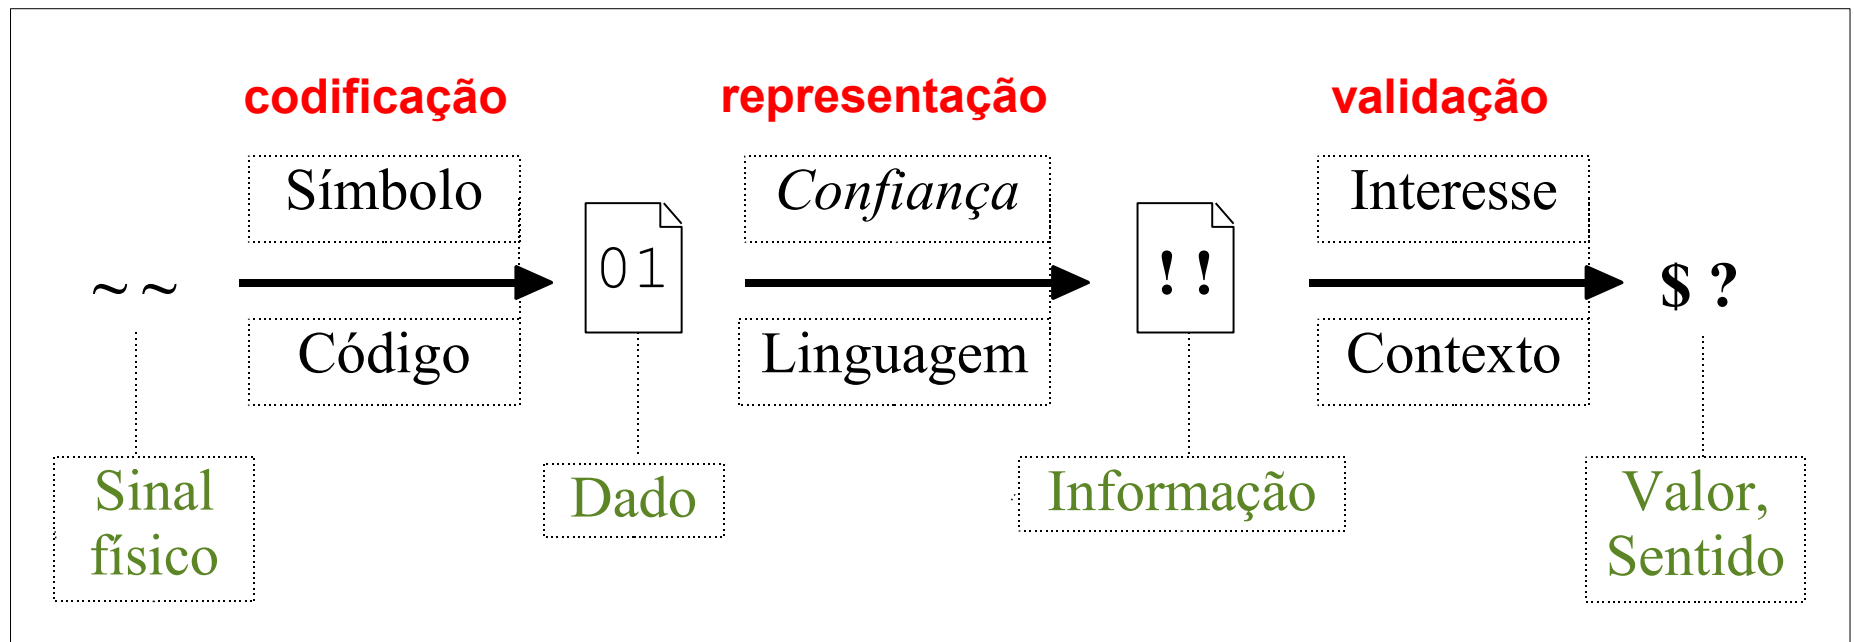 codificação representação validação
Símbolo Confiança Interesse
~ ~ 01 !! $ ?
Código Linguagem Contexto
Sinal físico
Dado
Informação
Valor,
Sentido